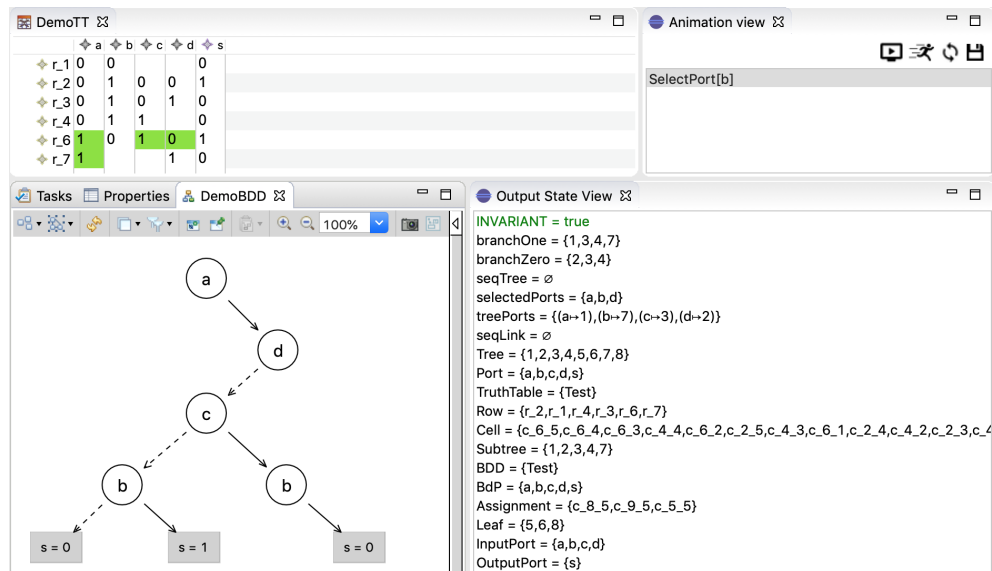 DemoTT
a b c d s
r_1 0 0 0
r_2 0 1 0 0 1
r_3 0 1 0 1 0
r_4 0 1 1 0
r_6 1 0 1 0 1
r_7 1 1 0
Animation view
SelectPort[b]
Tasks Properties DemoBDD
100%
a
d
c
b b
s = 0 s = 1 s = 0
Output State View
INVARIANT = true
branchOne = {1,3,4,7}
branchZero = {2,3,4}
seqTree = ∅
selectedPorts = {a,b,d}
treePorts = {(a↦1),(b↦7),(c↦3),(d↦2)}
seqLink = ∅
Tree = {1,2,3,4,5,6,7,8}
Port = {a,b,c,d,s}
TruthTable = {Test}
Row = {r_2,r_1,r_4,r_3,r_6,r_7}
Cell = {c_6_5,c_6_4,c_6_3,c_4_4,c_6_2,c_2_5,c_4_3,c_6_1,c_2_4,c_4_2,c_2_3,c_4
Subtree = {1,2,3,4,7}
BDD = {Test}
BdP = {a,b,c,d,s}
Assignment = {c_8_5,c_9_5,c_5_5}
Leaf = {5,6,8}
InputPort = {a,b,c,d}
OutputPort = {s}